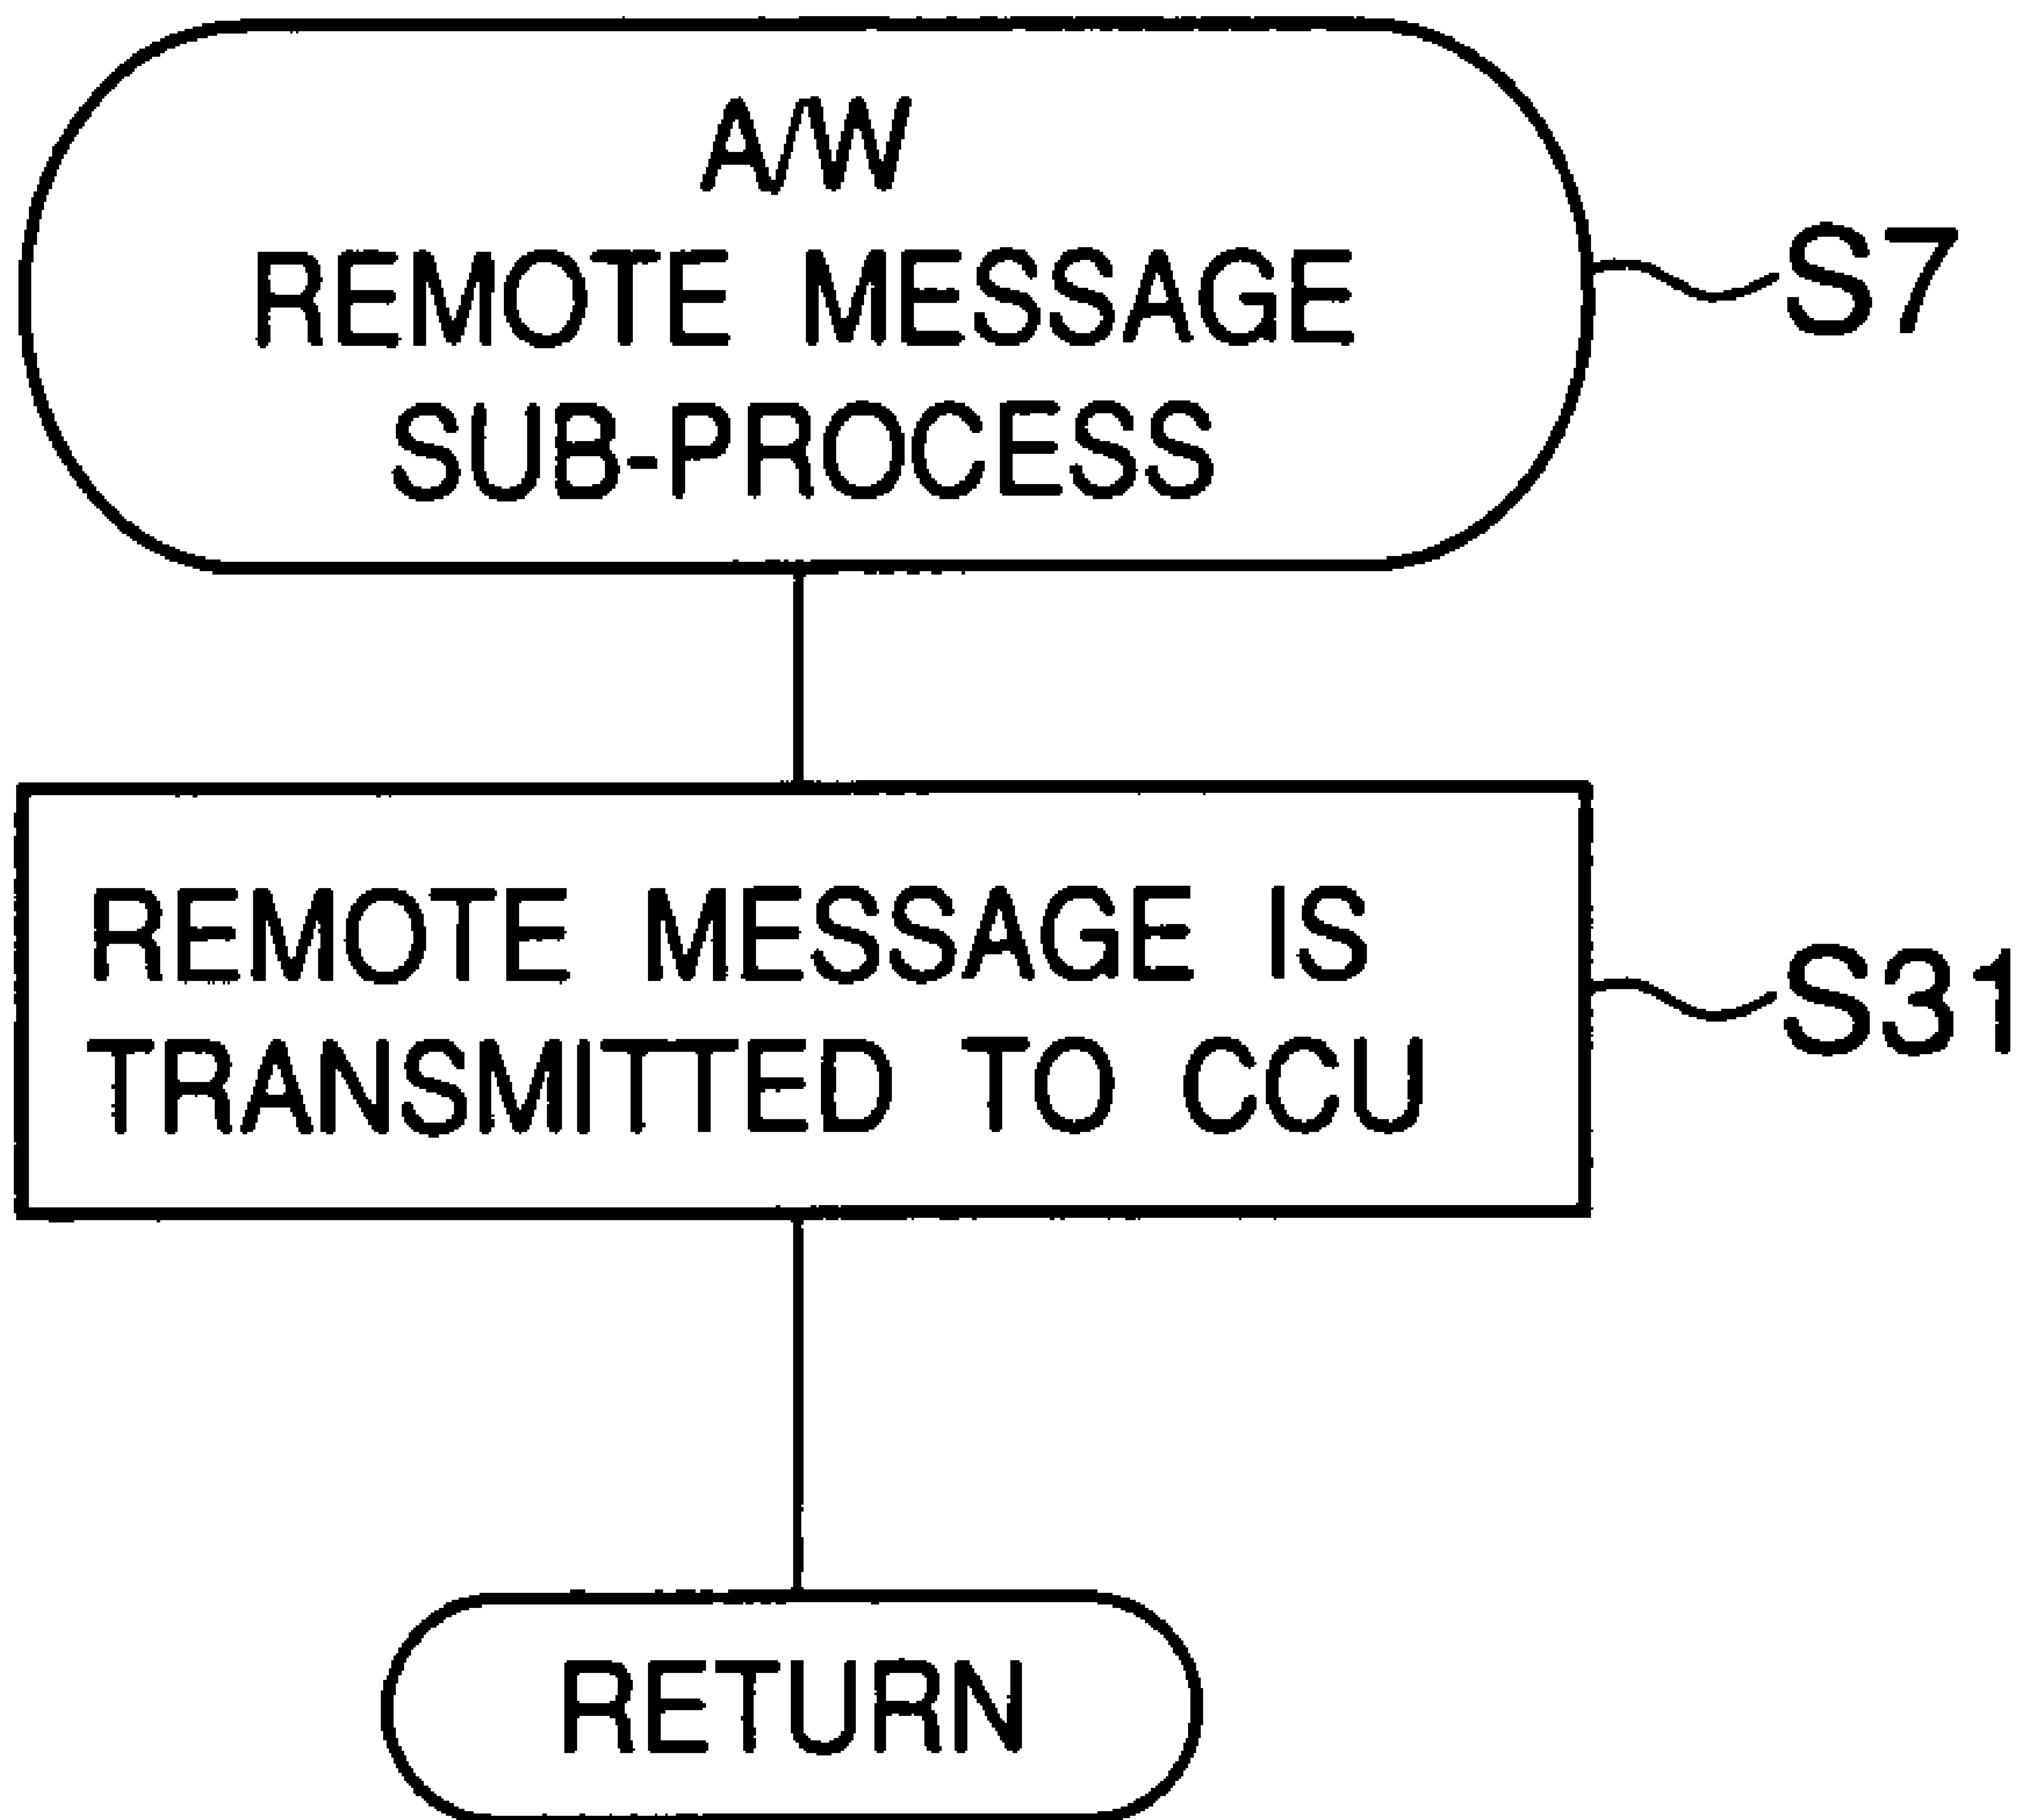 A/W
REMOTE MESSAGE
SUB-PROCESS
S7
REMOTE MESSAGE IS
TRANSMITTED TO CCU
S31
RETURN